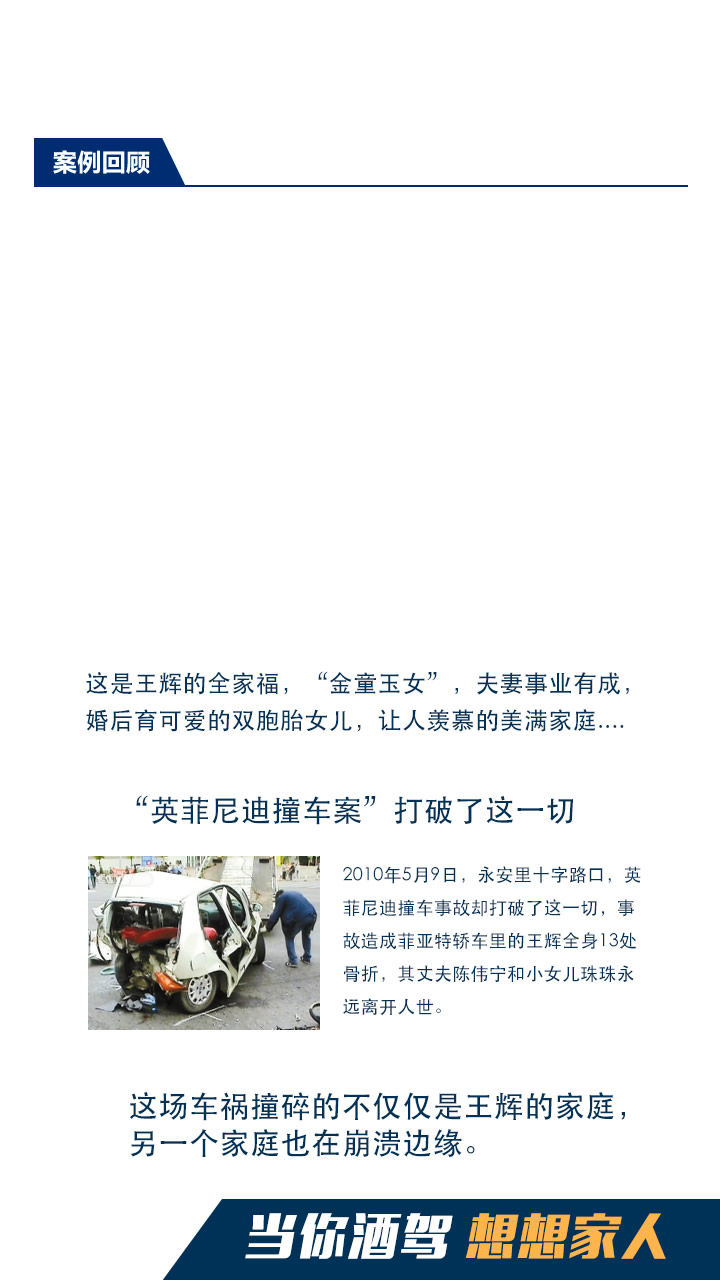 案例回顾
这是王辉的全家福，“金童玉女”，夫妻事业有成，
婚后育可爱的双胞胎女儿，让人羡慕的美满家庭....
“英菲尼迪撞车案”打破了这一切
2010年5月9日，永安里十字路口，英
菲尼迪撞车事故却打破了这一切，事
故造成菲亚特轿车里的王辉全身13处
骨折，其丈夫陈伟宁和小女儿珠珠永
远离开人世。
这场车祸撞碎的不仅仅是王辉的家庭，
另一个家庭也在崩溃边缘。
当你酒驾 想想家人